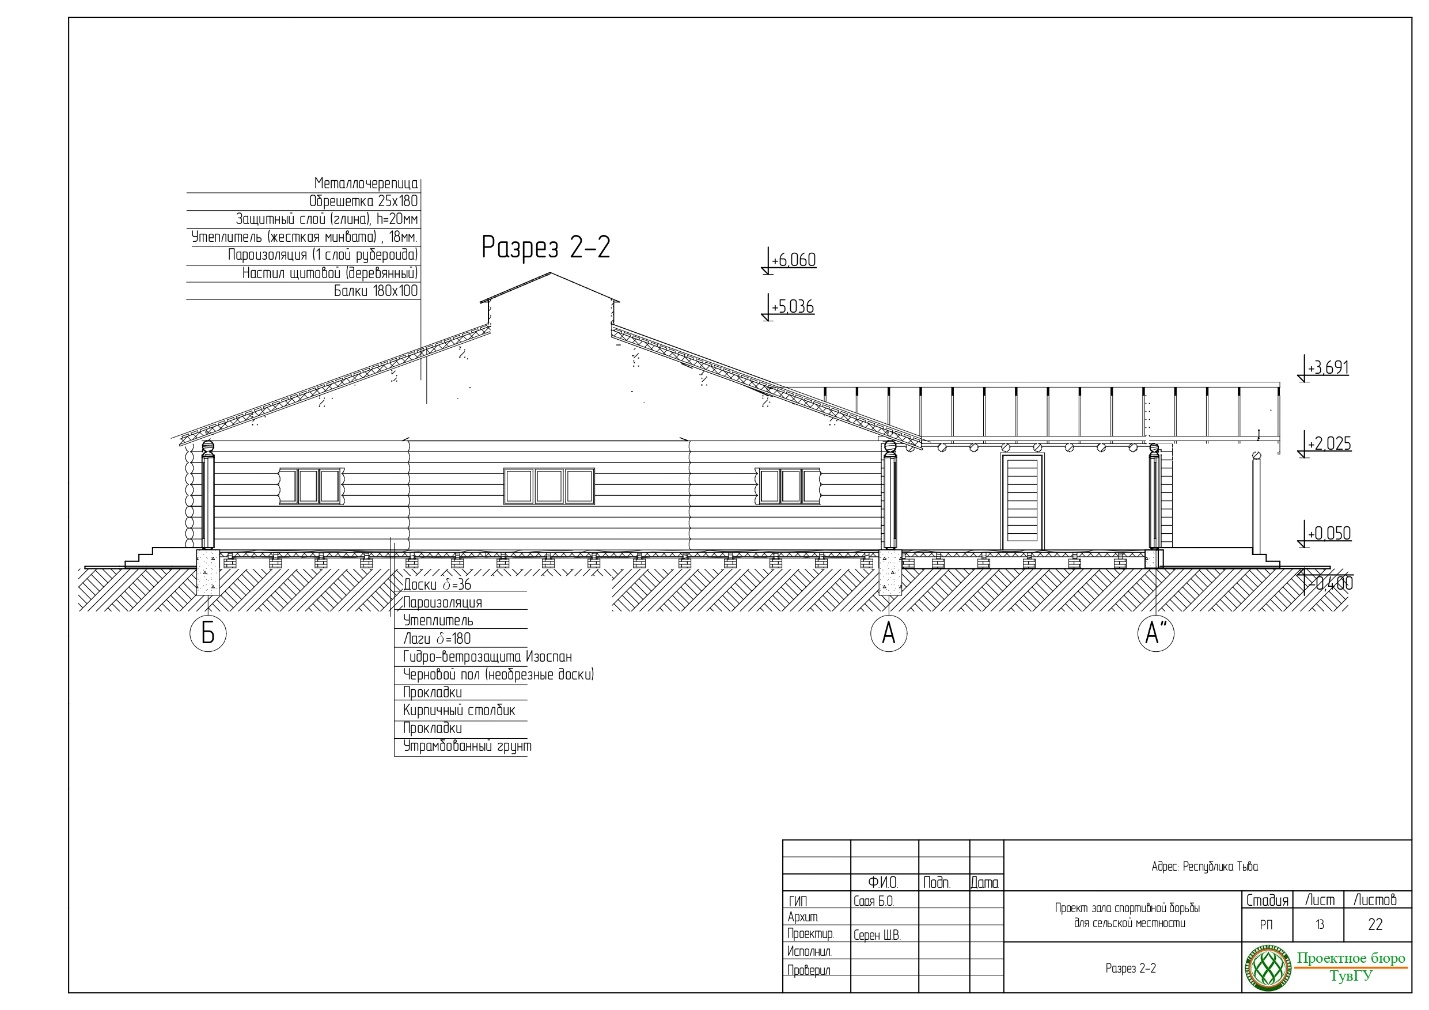 Металлочерепица
Обрешетка 25х180
Защитный слой (глина), h=20мм
Утеплитель (жесткая минвата) , 18мм.
Пароизоляция (1 слой рубероида)
Настил щитовой (деревянный)
Балки 180х100
Разрез 2-2
+6,060
+5,036
+3,691
+2,025
+0,050
-0,400
Доски δ=36
Пароизоляция
Утеплитель
Лаги δ=180
Гидро-ветрозащита Изоспан
Черновой пол (необрезные доски)
Прокладки
Кирпичный столбик
Прокладки
Утрамбованный грунт
Б
А
А"
Адрес: Республика Тыва
Ф.И.О. Подп. Дата
ГИП Саая Б.О.
Архит.
Проектир. Серен Ш.В.
Исполнил.
Проверил
Проект зала спортивной борьбы
для сельской местности
Стадия Лист Листов
РП 13 22
Разрез 2-2
Проектное бюро
ТувГУ